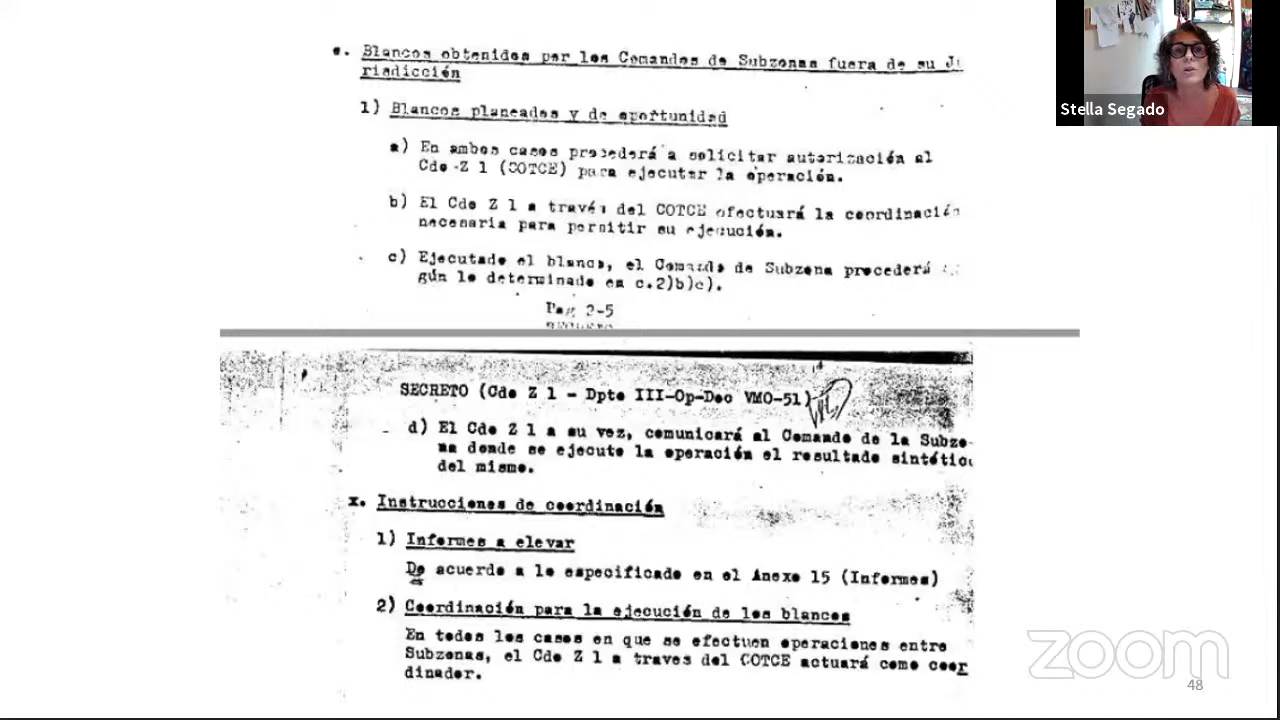 e. Blancos obtenidos por los Comandos de Subzonas fuera de su Ju
risdicción
1) Blancos planeados y de oportunidad
a) En ambos casos procederá a solicitar autorización al
Cdo Z 1 (COTCE) para ejecutar la operación.
b) El Cdo Z 1 a través del COTCE efectuará la coordinación
necesaria para permitir su ejecución.
c) Ejecutado el blanco, el Comando de Subzona procederá
gún lo determinado en c.2)b)c).
Pag 2-5
SECRETO
SECRETO (Cdo Z 1 - Dpto III-Op-Dec VMO-51)
d) El Cdo Z 1 a su vez, comunicará al Comando de la Subzo-
na donde se ejecute la operación el resultado sintético
del mismo.
x. Instrucciones de coordinación
1) Informes a elevar
De acuerdo a lo especificado en el Anexo 15 (Informes)
2) Coordinación para la ejecución de los blancos
En todos los casos en que se efectuen operaciones entre
Subzonas, el Cdo Z 1 a traves del COTCE actuará como coor
dinador.
Stella Segado
zoom
48